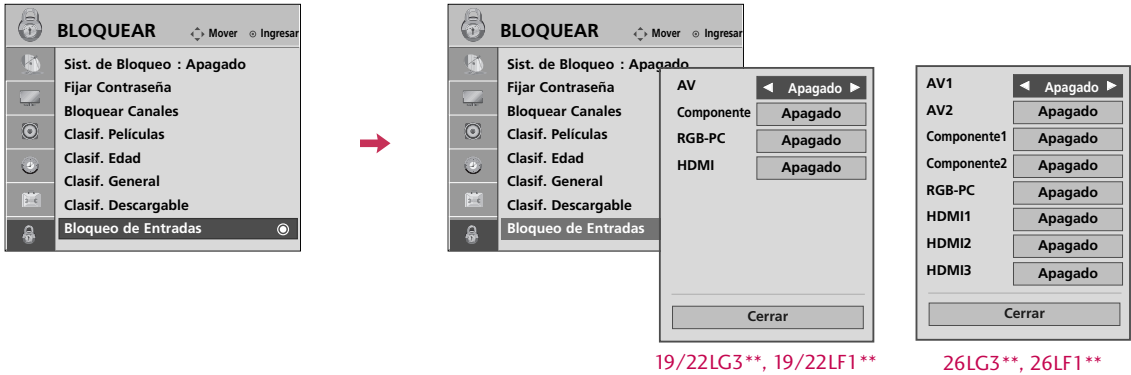 BLOQUEAR Mover Ingresar
Sist. de Bloqueo : Apagado
Fijar Contraseña
Bloquear Canales
Clasif. Películas
Clasif. Edad
Clasif. General
Clasif. Descargable
Bloqueo de Entradas
BLOQUEAR Mover Ingresar
Sist. de Bloqueo : Apagado
Fijar Contraseña
Bloquear Canales
Clasif. Películas
Clasif. Edad
Clasif. General
Clasif. Descargable
Bloqueo de Entradas
AV ◀ Apagado ▶
Componente Apagado
RGB-PC Apagado
HDMI Apagado
Cerrar
19/22LG3**, 19/22LF1**
AV1 ◀ Apagado ▶
AV2 Apagado
Componente1 Apagado
Componente2 Apagado
RGB-PC Apagado
HDMI1 Apagado
HDMI2 Apagado
HDMI3 Apagado
Cerrar
26LG3**, 26LF1**